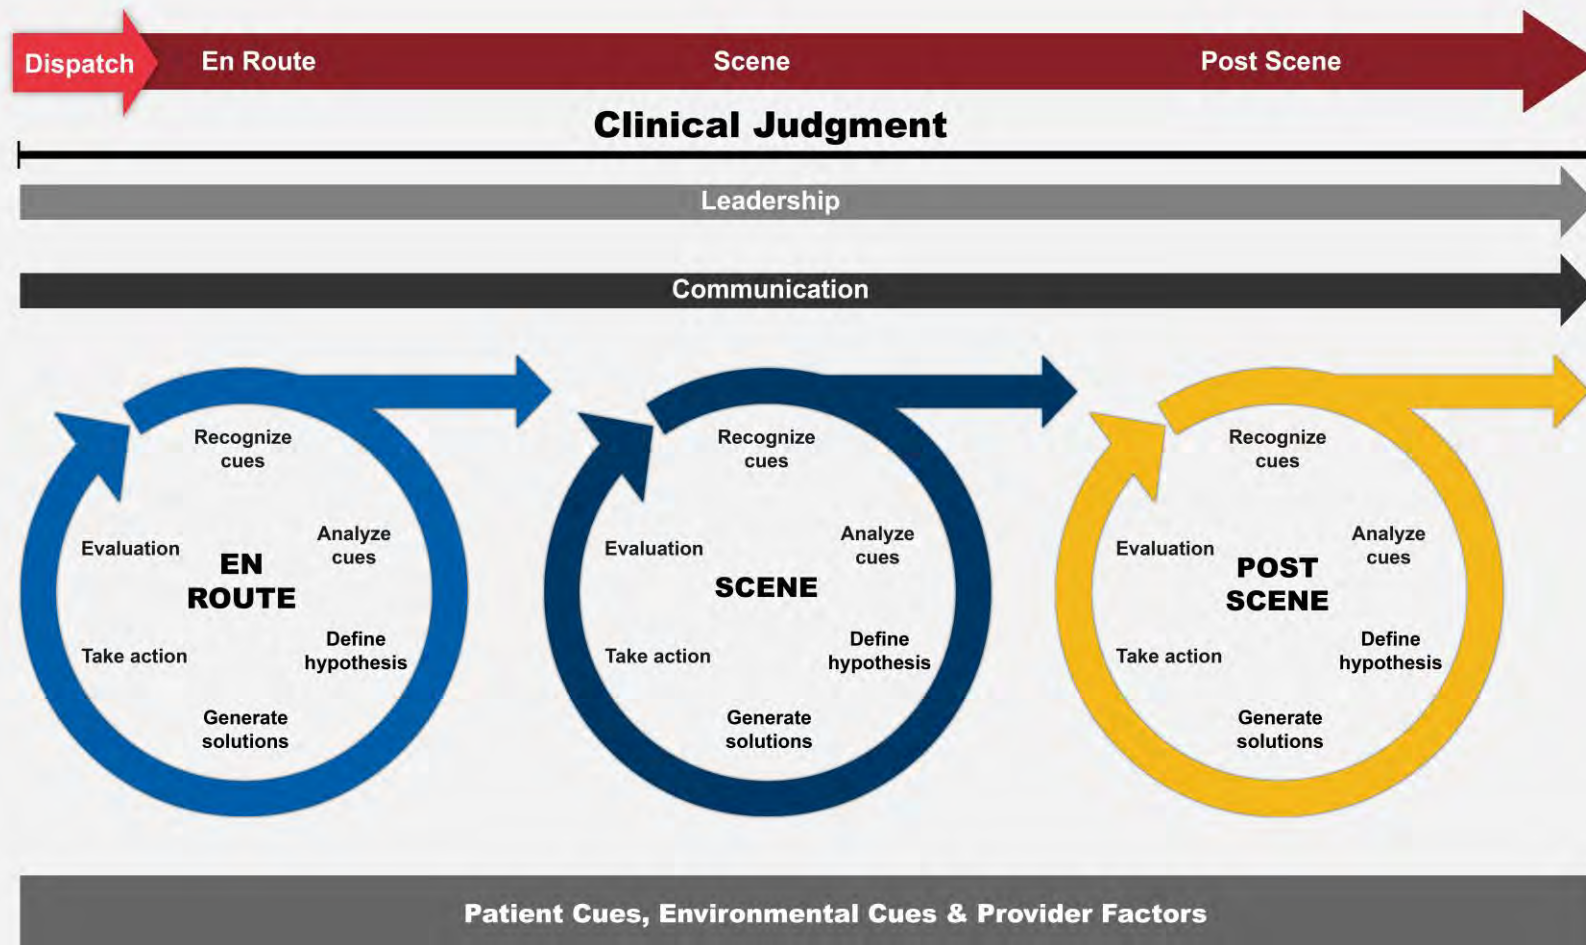 Dispatch
En Route
Scene
Post Scene
Clinical Judgment
Leadership
Communication
Recognize
cues
Analyze
cues
Define
hypothesis
Generate
solutions
Take action
Evaluation
EN
ROUTE
Recognize
cues
Analyze
cues
Define
hypothesis
Generate
solutions
Take action
Evaluation
SCENE
Recognize
cues
Analyze
cues
Define
hypothesis
Generate
solutions
Take action
Evaluation
POST
SCENE
Patient Cues, Environmental Cues & Provider Factors